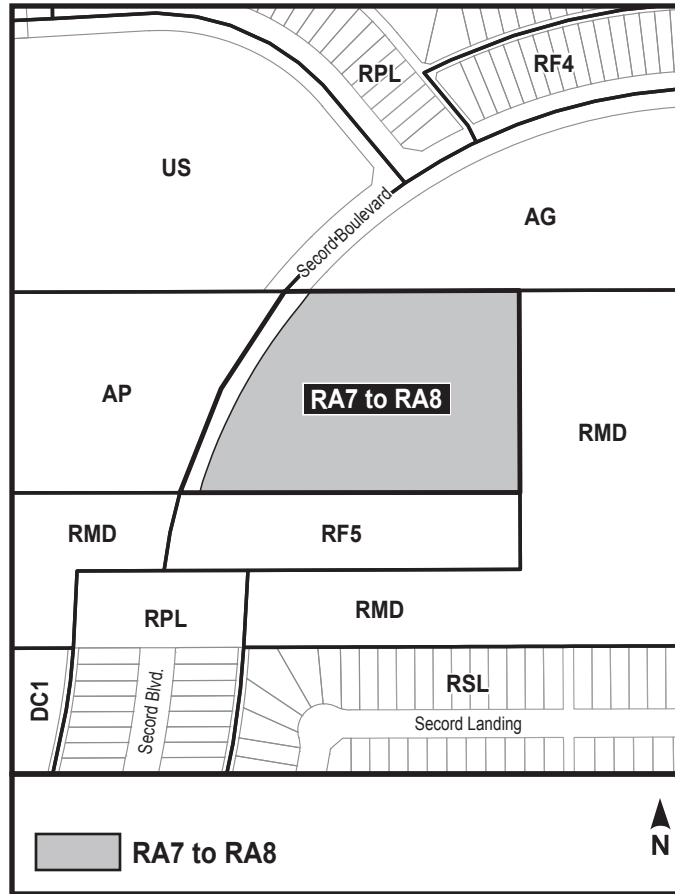 RPL
RF4
US
AG
Secord Boulevard
AP
RA7 to RA8
RMD
RMD
RF5
RPL
RMD
DC1
Secord Blvd.
RSL
Secord Landing
RA7 to RA8
N